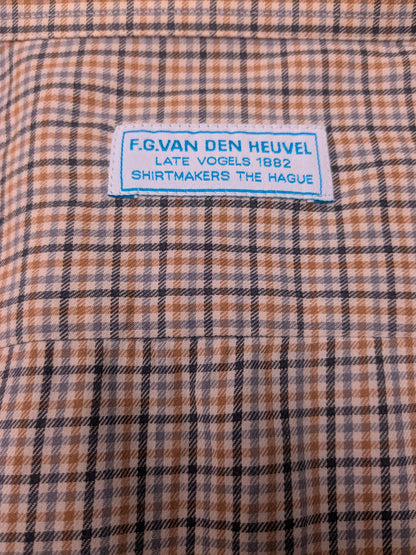 F.G.VAN DEN HEUVEL
LATE VOGELS 1882
SHIRTMAKERS THE HAGUE